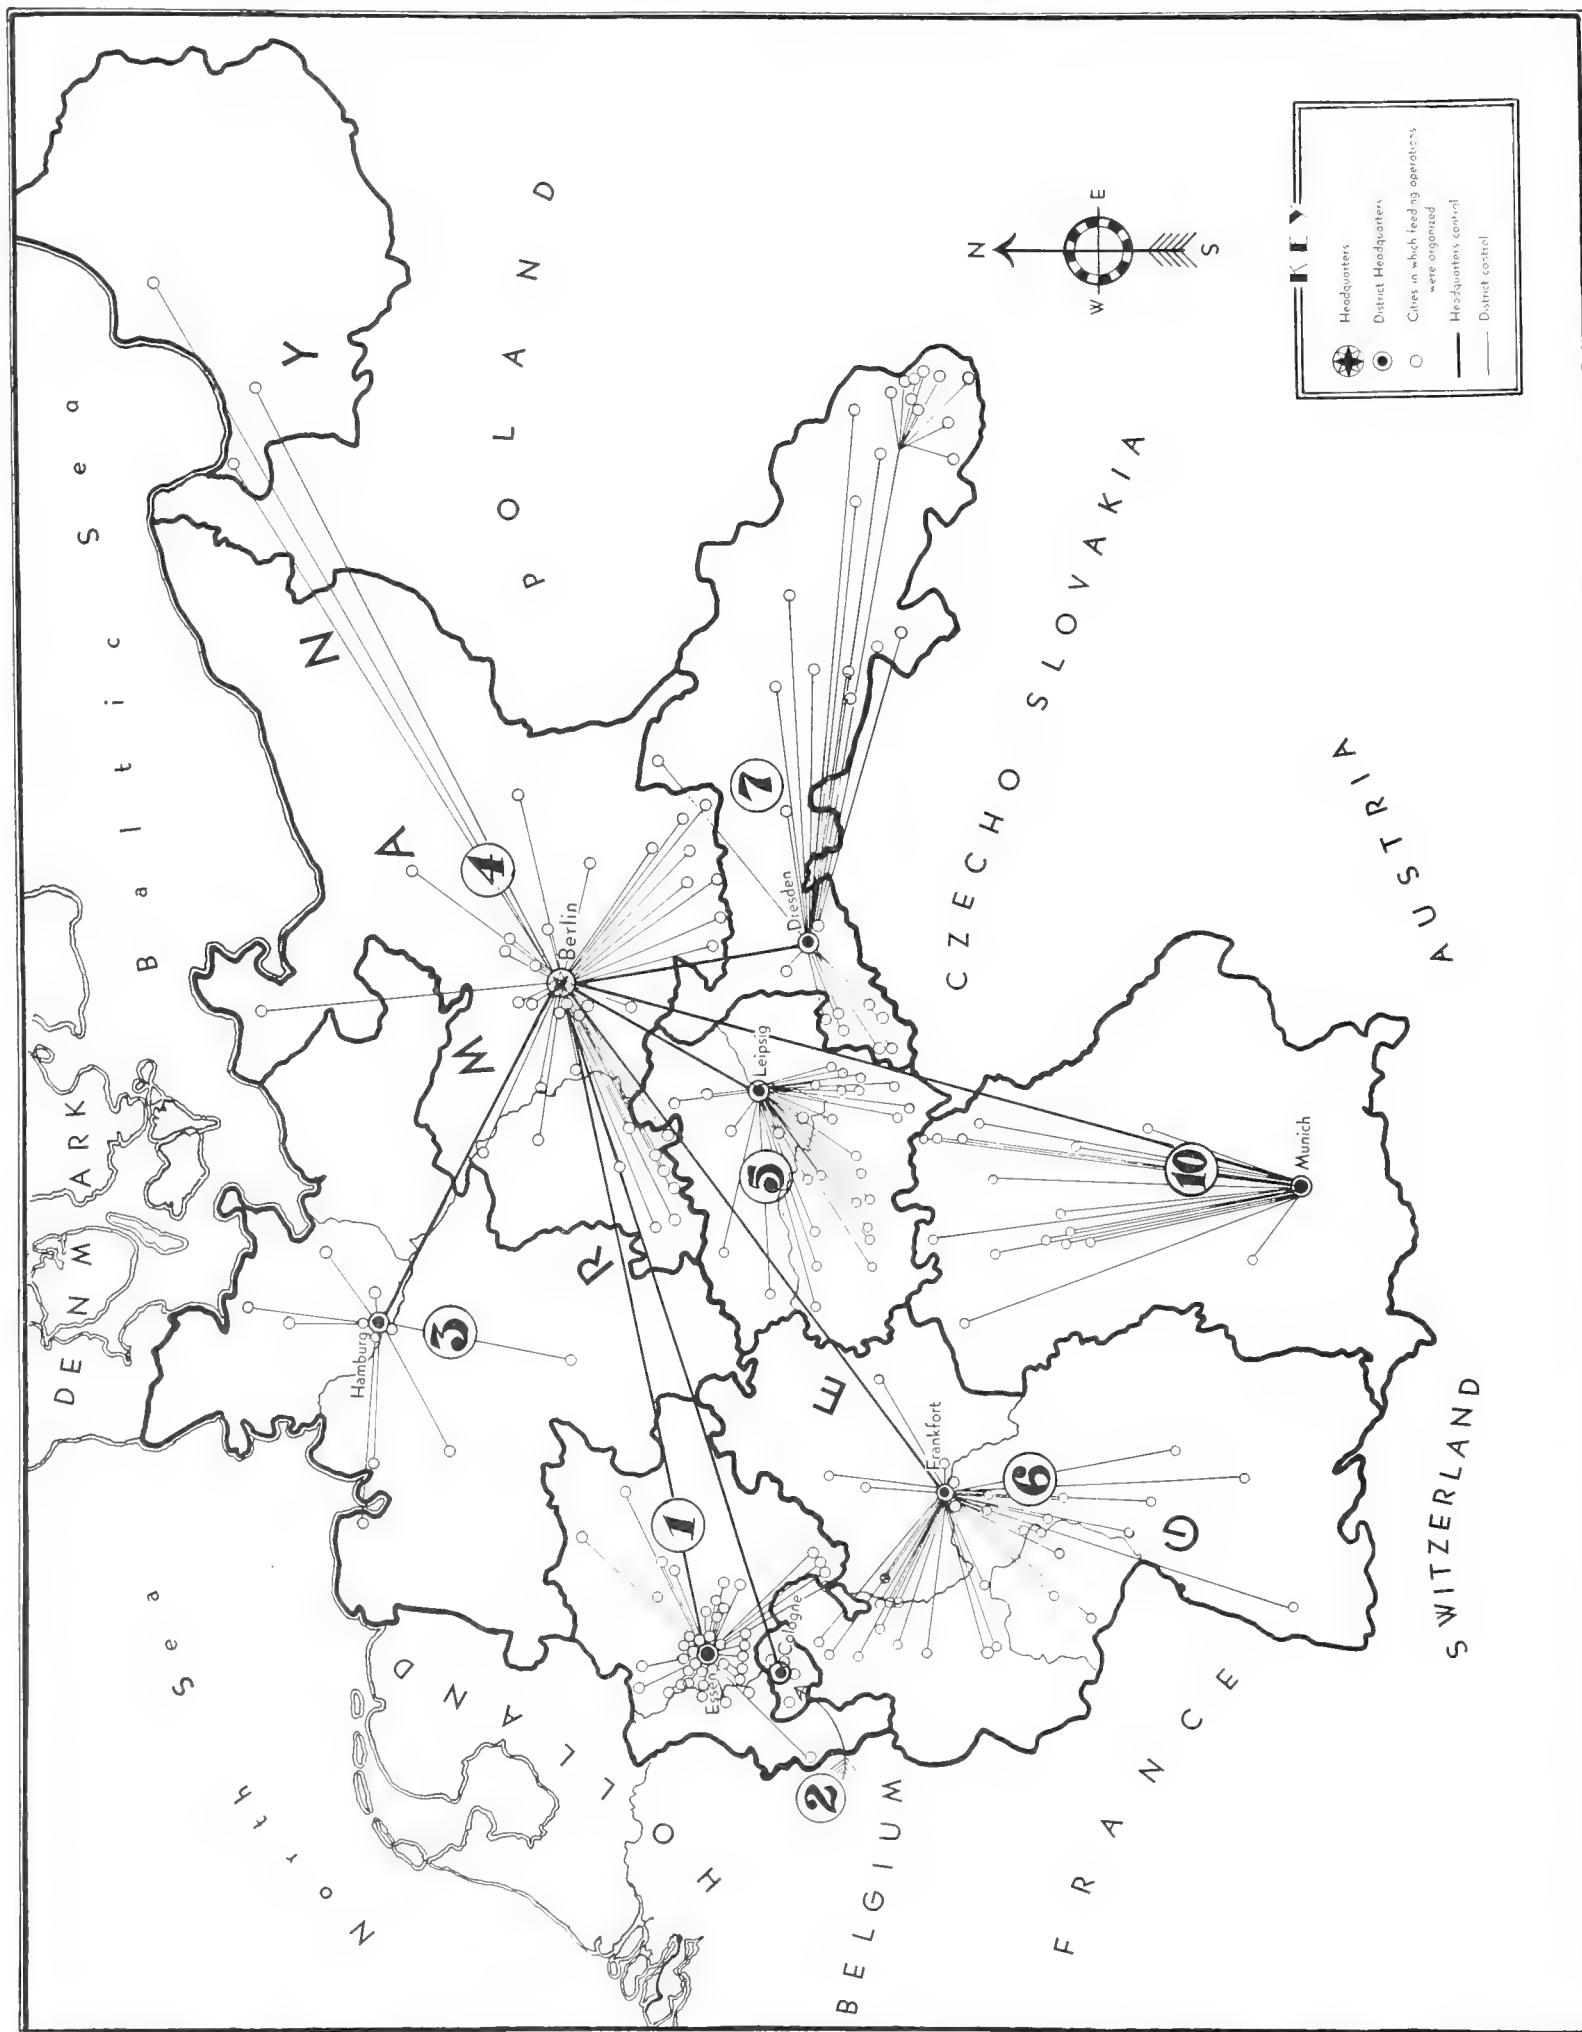 North Sea
Baltic Sea
DENMARK
HOLLAND
BELGIUM
FRANCE
SWITZERLAND
AUSTRIA
CZECHO SLOVAKIA
POLAND
GERMANY
Hamburg
3
Berlin
4
Essen
1
Cologne
2
Leipsig
5
Dresden
7
Frankfort
6
Munich
10
N
W
E
S
KEY
Headquarters
District Headquarters
Cities in which feeding operations
were organized
Headquarters control
District control